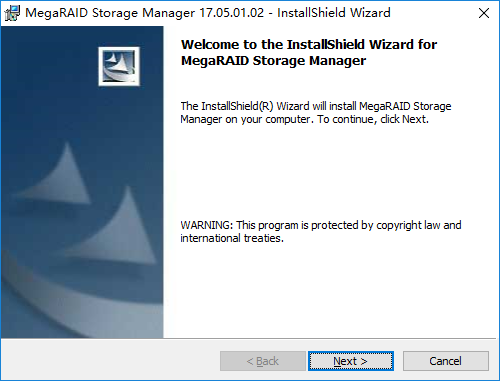 MegaRAID Storage Manager 17.05.01.02 - InstallShield Wizard
Welcome to the InstallShield Wizard for
MegaRAID Storage Manager
The InstallShield(R) Wizard will install MegaRAID Storage
Manager on your computer. To continue, click Next.
WARNING: This program is protected by copyright law and
international treaties.
< Back
Next >
Cancel